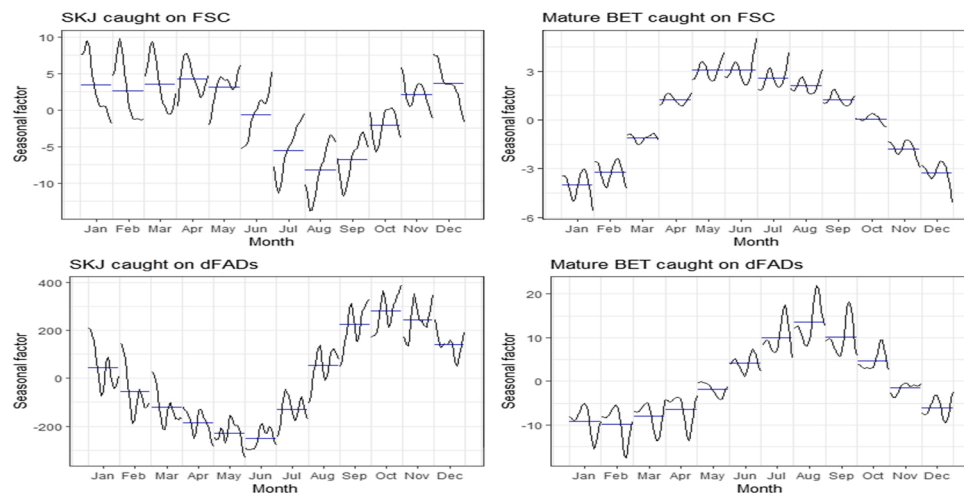 SKJ caught on FSC
10
5
0
-5
-10
Seasonal factor
Jan Feb Mar Apr May Jun Jul Aug Sep Oct Nov Dec
Month
Mature BET caught on FSC
3
0
-3
-6
Seasonal factor
Jan Feb Mar Apr May Jun Jul Aug Sep Oct Nov Dec
Month
SKJ caught on dFADs
400
200
0
-200
Seasonal factor
Jan Feb Mar Apr May Jun Jul Aug Sep Oct Nov Dec
Month
Mature BET caught on dFADs
20
10
0
-10
Seasonal factor
Jan Feb Mar Apr May Jun Jul Aug Sep Oct Nov Dec
Month